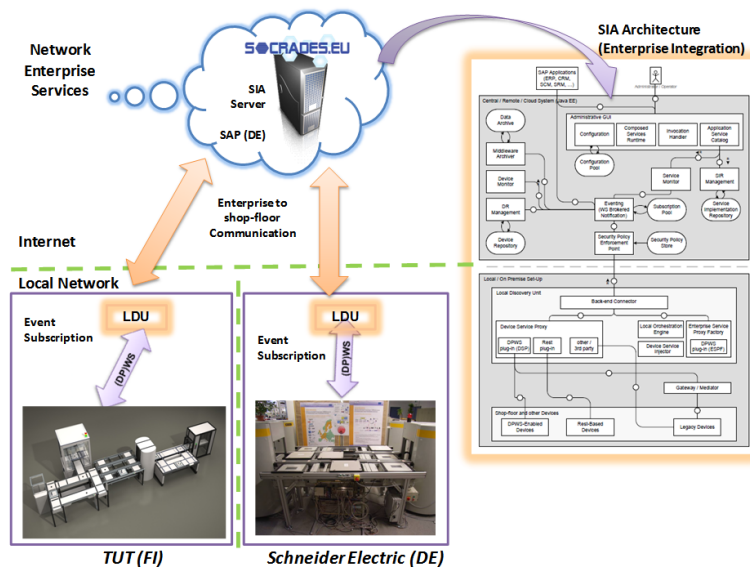 Network
Enterprise
Services
SOCRADES.EU
SIA
Server
SAP (DE)
SIA Architecture
(Enterprise Integration)
SAP Applications
(ERP, CRM,
SCM, SRM, ...)
Administrator / Operator
Central / Remote / Cloud System (Java EE)
Administrative GUI
Configuration
Composed
Services
Runtime
Invocation
Handler
Application
Service
Catalog
Data
Archive
Middleware
Archiver
Configuration
Pool
Device
Monitor
Service
Monitor
SIR
Management
DR
Management
Eventing
(WS Brokered
Notification)
Subscription
Pool
Service
Implementation
Repository
Device
Repository
Security Policy
Enforcement
Point
Security Policy
Store
Enterprise to
shop-floor
Communication
Internet
Local Network
LDU
Event
Subscription
(DP)WS
LDU
Event
Subscription
(DP)WS
Local / On Premise Set-Up
Local Discovery Unit
Back-end Connector
Device Service Proxy
DPWS
plug-in (DSP)
Rest
plug-in
other /
3rd party
Local Orchestration
Engine
Device Service
Injector
Enterprise Service
Proxy Factory
DPWS
plug-in (ESPF)
Gateway / Mediator
Shop-floor and other Devices
DPWS-Enabled
Devices
Rest-Based
Devices
Legacy Devices
TUT (FI)
Schneider Electric (DE)